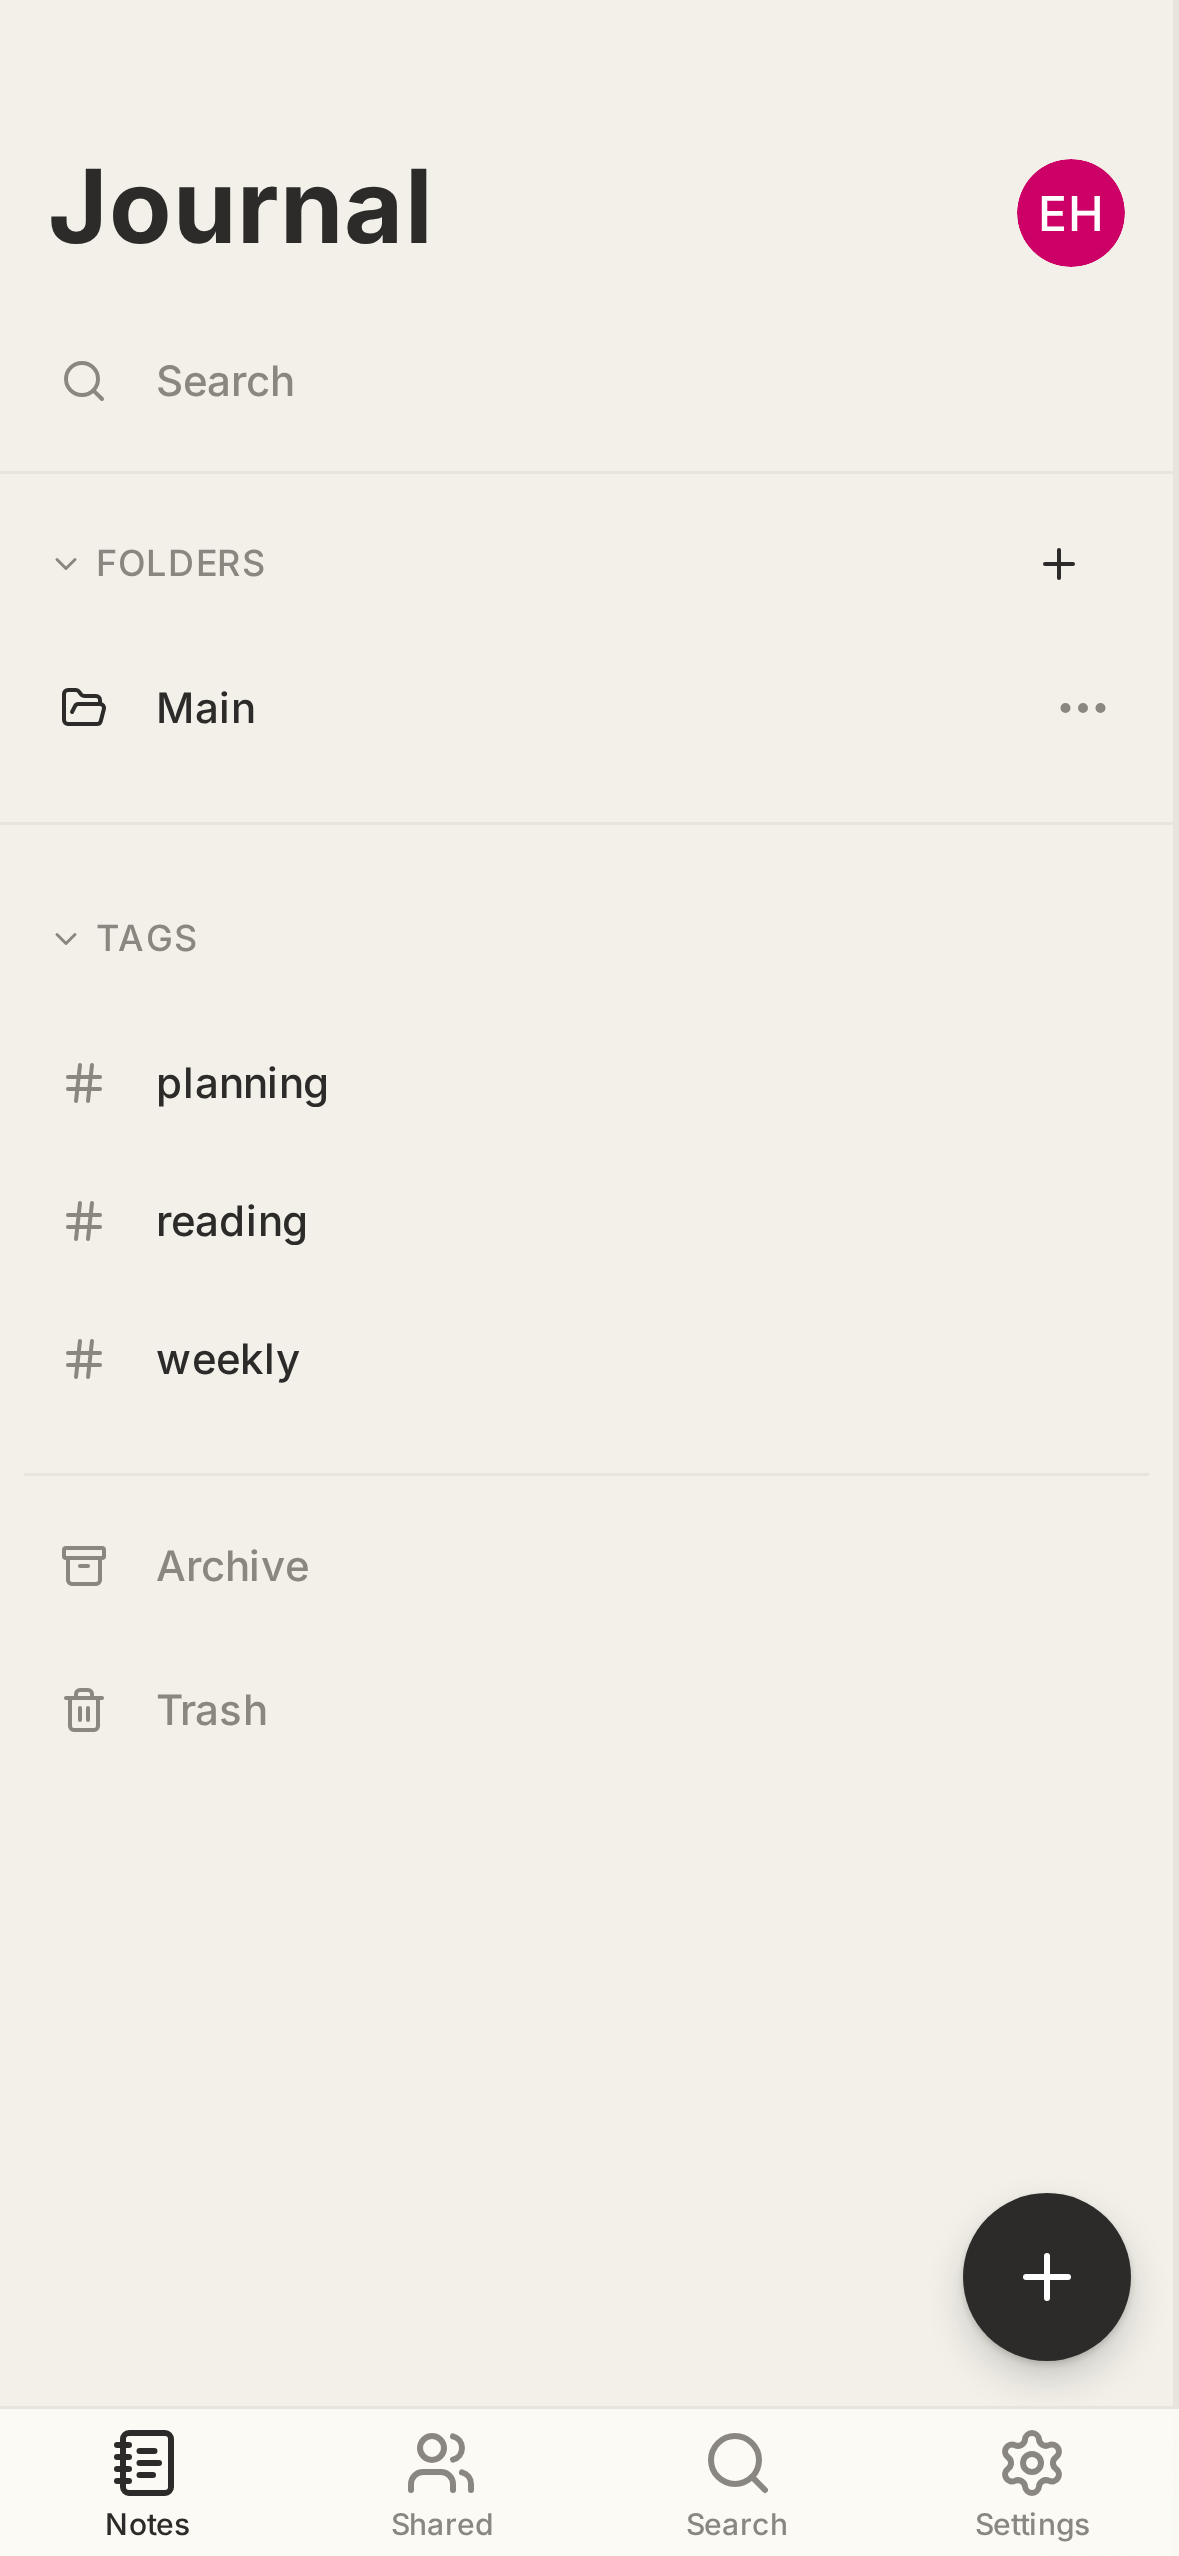 Journal
EH
Search
FOLDERS
Main
TAGS
planning
reading
weekly
Archive
Trash
Notes
Shared
Search
Settings